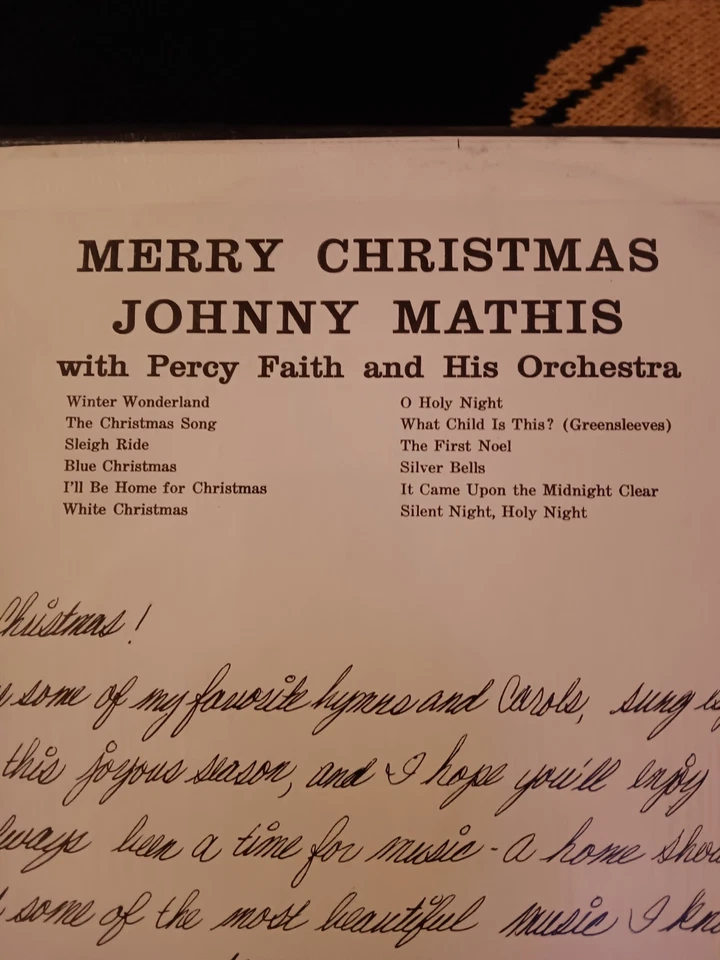 MERRY CHRISTMAS
JOHNNY MATHIS
with Percy Faith and His Orchestra
Winter Wonderland
The Christmas Song
Sleigh Ride
Blue Christmas
I'll Be Home for Christmas
White Christmas
O Holy Night
What Child Is This? (Greensleeves)
The First Noel
Silver Bells
It Came Upon the Midnight Clear
Silent Night, Holy Night
Christmas!
some of my favorite hymns and Carols, sung
this joyous season, and I hope you'll enjoy
been a time for music - a home
some of the most beautiful music I